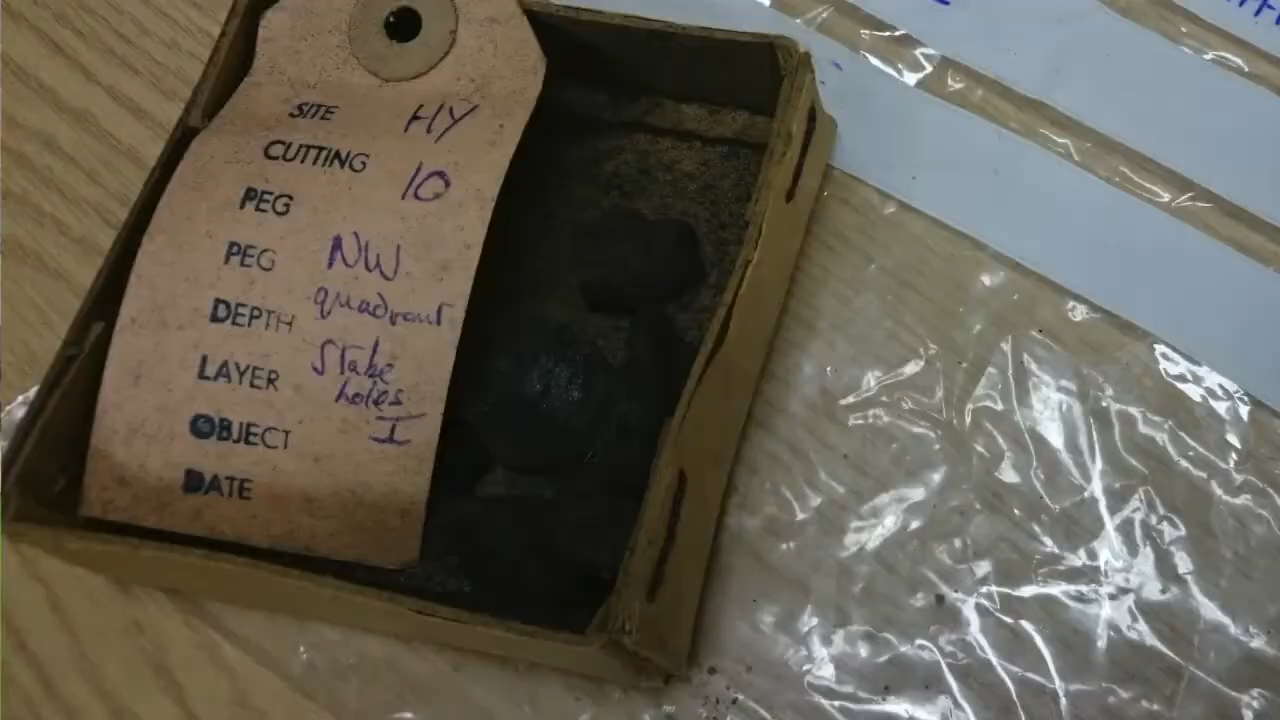 SITE HY
CUTTING 10
PEG
PEG NW
quadrant
DEPTH
LAYER Stake
holes
OBJECT I
DATE